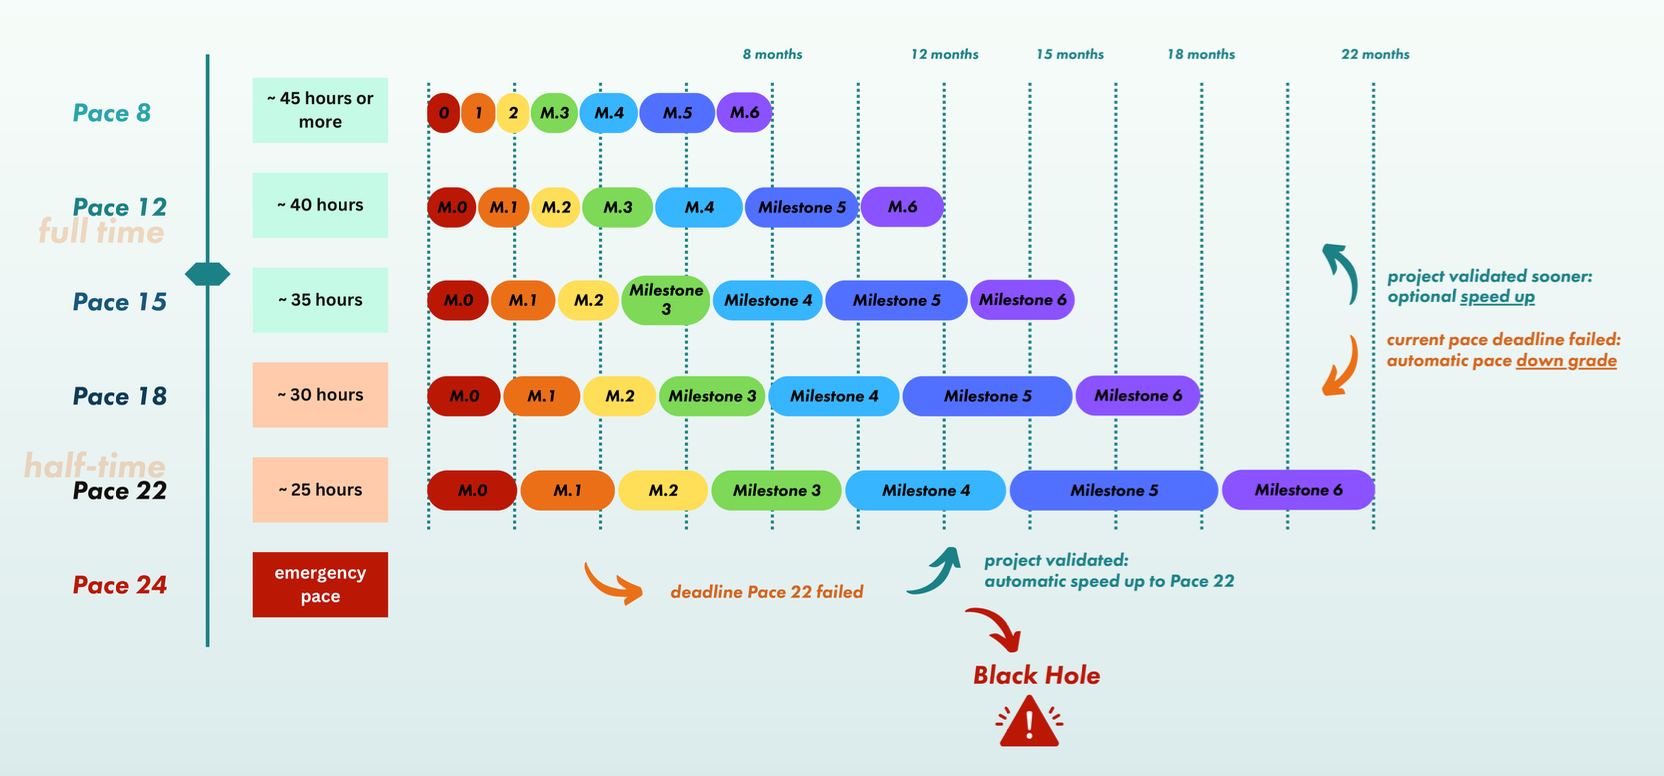 8 months
12 months
15 months
18 months
22 months
Pace 8
~ 45 hours or
more
0
1
2
M.3
M.4
M.5
M.6
Pace 12
full time
~ 40 hours
M.0
M.1
M.2
M.3
M.4
Milestone 5
M.6
Pace 15
~ 35 hours
M.0
M.1
M.2
Milestone
3
Milestone 4
Milestone 5
Milestone 6
project validated sooner:
optional speed up
current pace deadline failed:
automatic pace down grade
Pace 18
~ 30 hours
M.0
M.1
M.2
Milestone 3
Milestone 4
Milestone 5
Milestone 6
half-time
Pace 22
~ 25 hours
M.0
M.1
M.2
Milestone 3
Milestone 4
Milestone 5
Milestone 6
Pace 24
emergency
pace
deadline Pace 22 failed
project validated:
automatic speed up to Pace 22
Black Hole
!